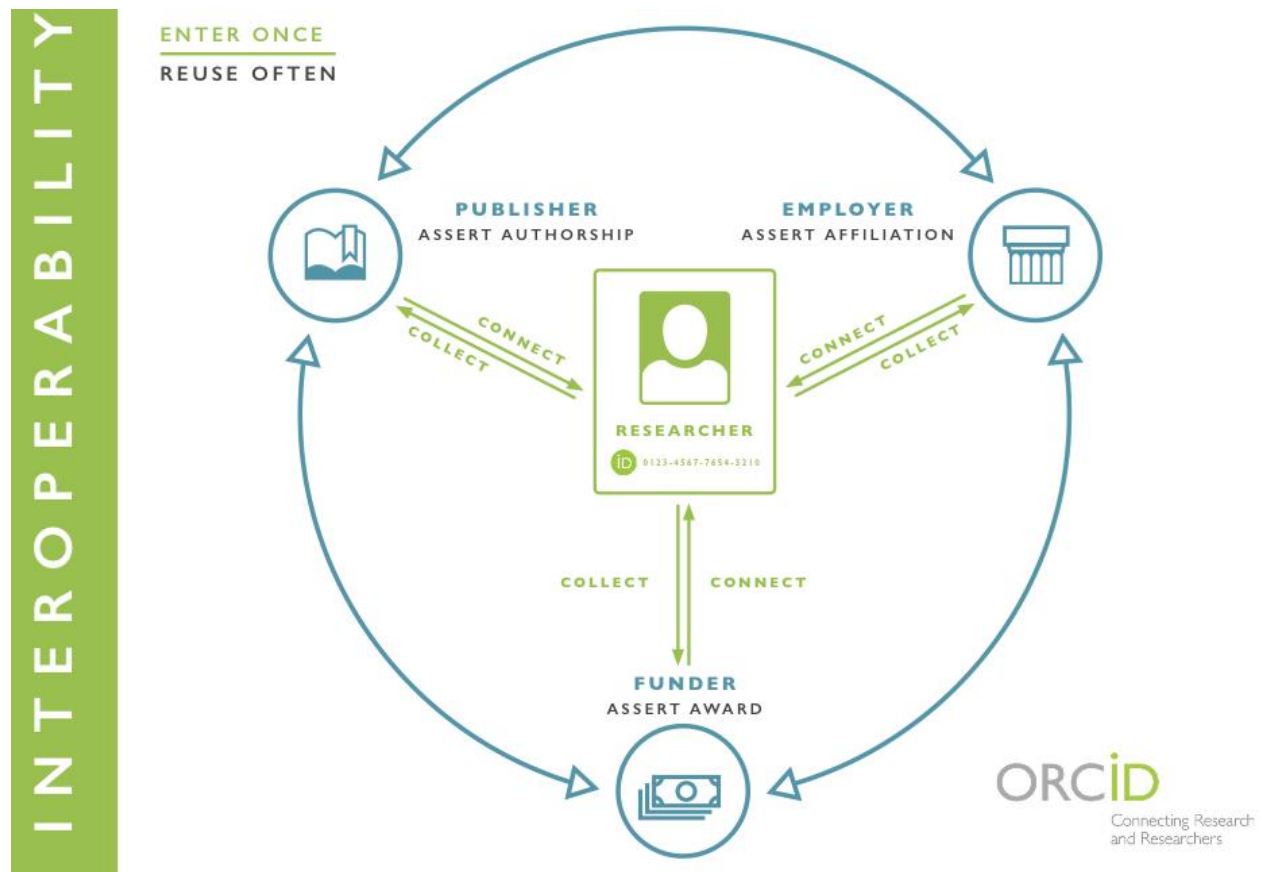 INTEROPERABILITY
ENTER ONCE
REUSE OFTEN
PUBLISHER
ASSERT AUTHORSHIP
EMPLOYER
ASSERT AFFILIATION
CONNECT
COLLECT
CONNECT
COLLECT
RESEARCHER
iD 0123-4567-7654-3210
COLLECT
CONNECT
FUNDER
ASSERT AWARD
ORCiD
Connecting Research
and Researchers